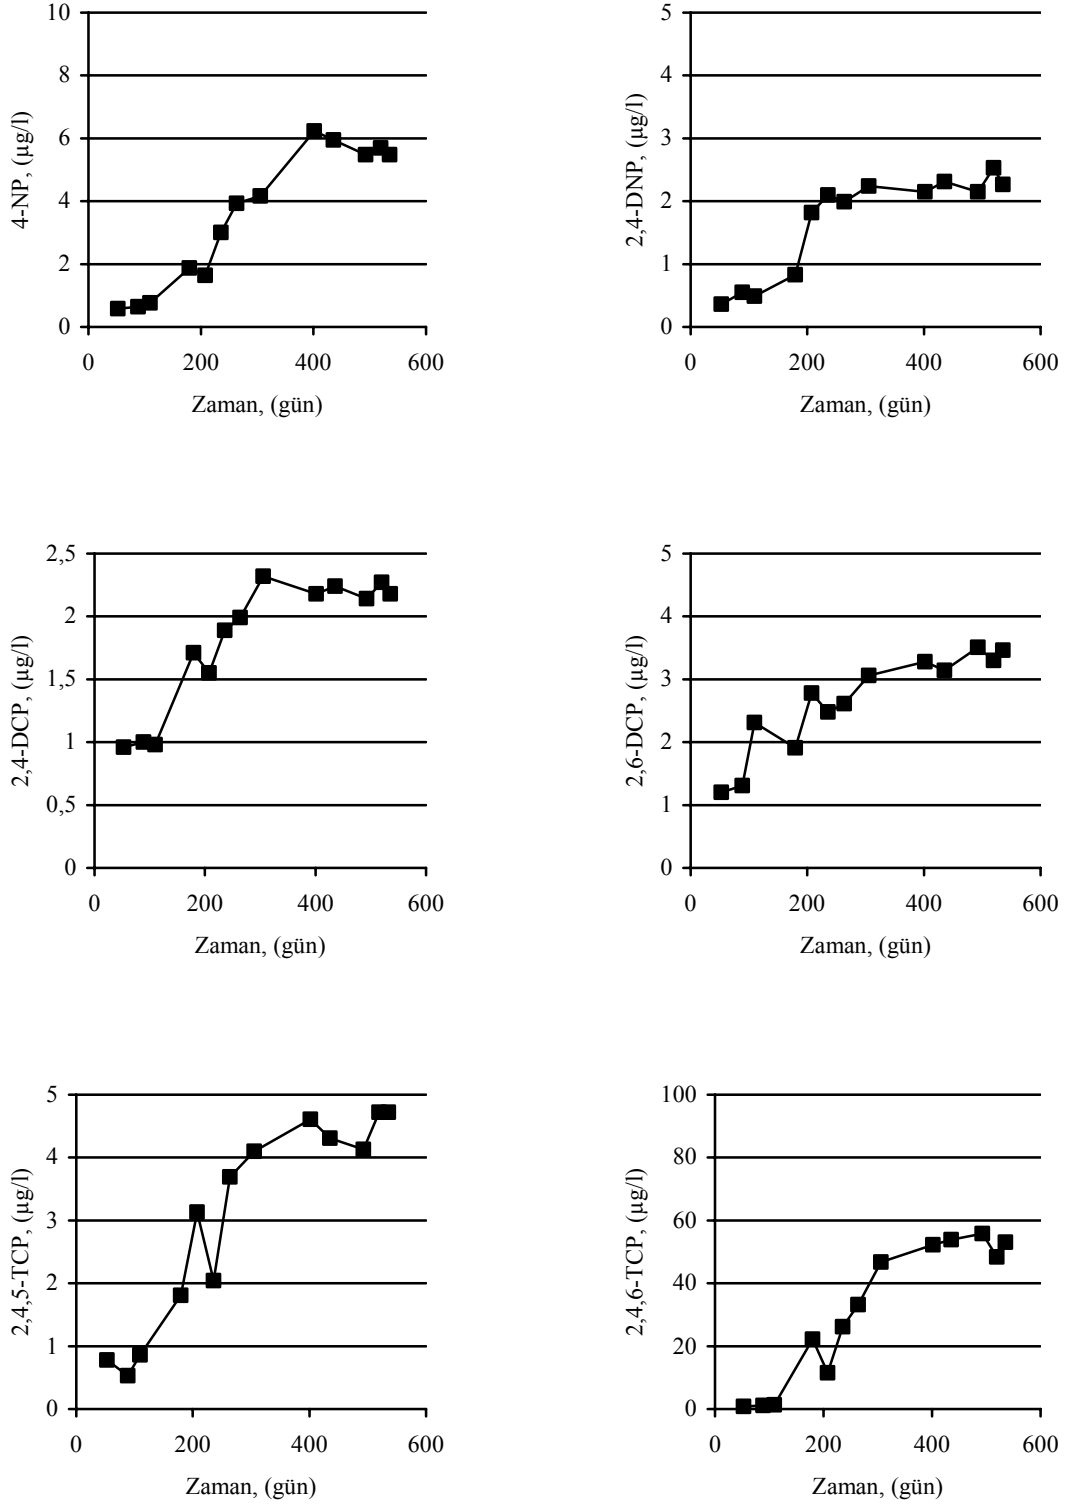 4-NP, (µg/l)
10
8
6
4
2
0
0 200 400 600
Zaman, (gün)
2,4-DNP, (µg/l)
5
4
3
2
1
0
0 200 400 600
Zaman, (gün)
2,4-DCP, (µg/l)
2,5
2
1,5
1
0,5
0
0 200 400 600
Zaman, (gün)
2,6-DCP, (µg/l)
5
4
3
2
1
0
0 200 400 600
Zaman, (gün)
2,4,5-TCP, (µg/l)
5
4
3
2
1
0
0 200 400 600
Zaman, (gün)
2,4,6-TCP, (µg/l)
100
80
60
40
20
0
0 200 400 600
Zaman, (gün)